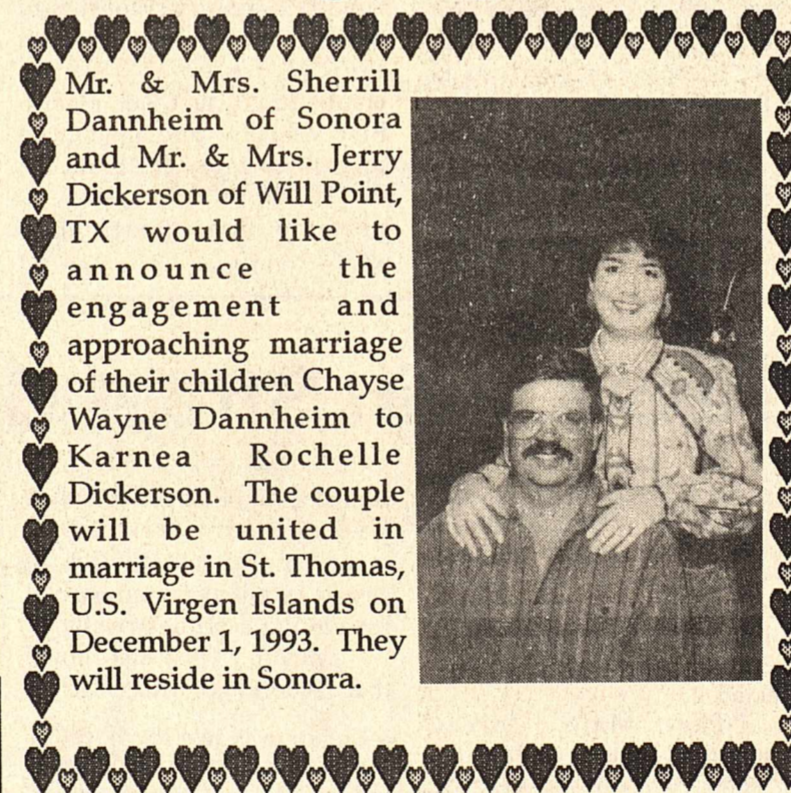 Mr. & Mrs. Sherrill
Dannheim of Sonora
and Mr. & Mrs. Jerry
Dickerson of Will Point,
TX would like to
announce the
engagement and
approaching marriage
of their children Chayse
Wayne Dannheim to
Karnea Rochelle
Dickerson. The couple
will be united in
marriage in St. Thomas,
U.S. Virgen Islands on
December 1, 1993. They
will reside in Sonora.